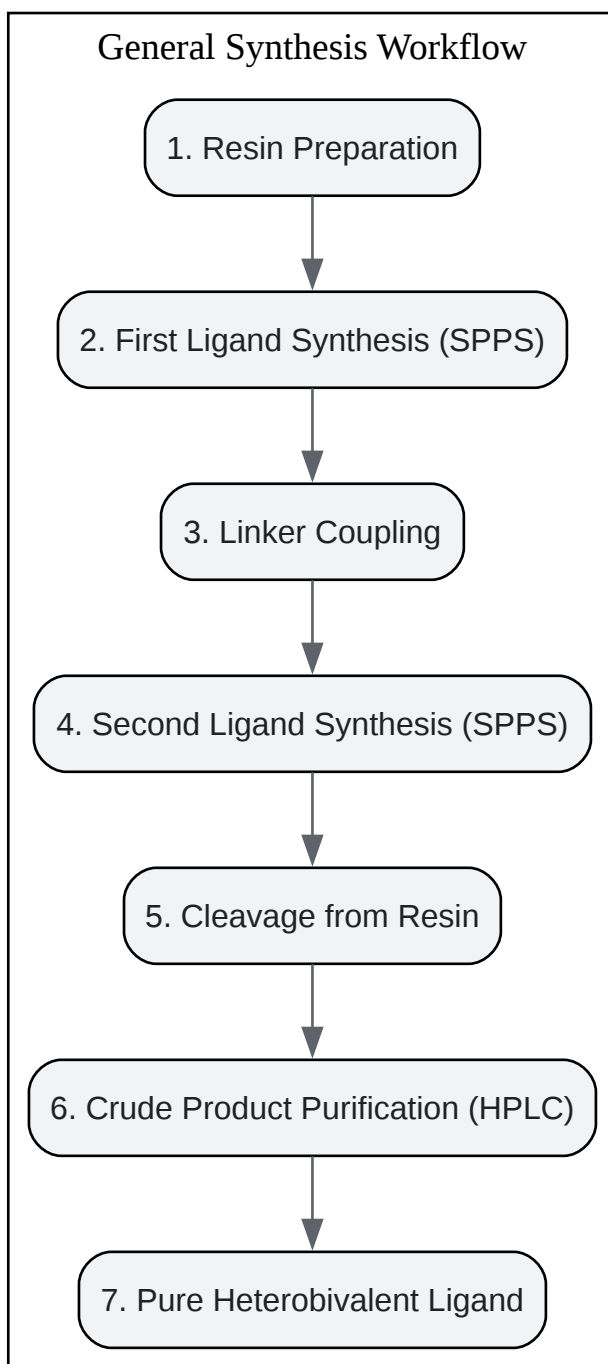 General Synthesis Workflow
1. Resin Preparation
2. First Ligand Synthesis (SPPS)
3. Linker Coupling
4. Second Ligand Synthesis (SPPS)
5. Cleavage from Resin
6. Crude Product Purification (HPLC)
7. Pure Heterobivalent Ligand